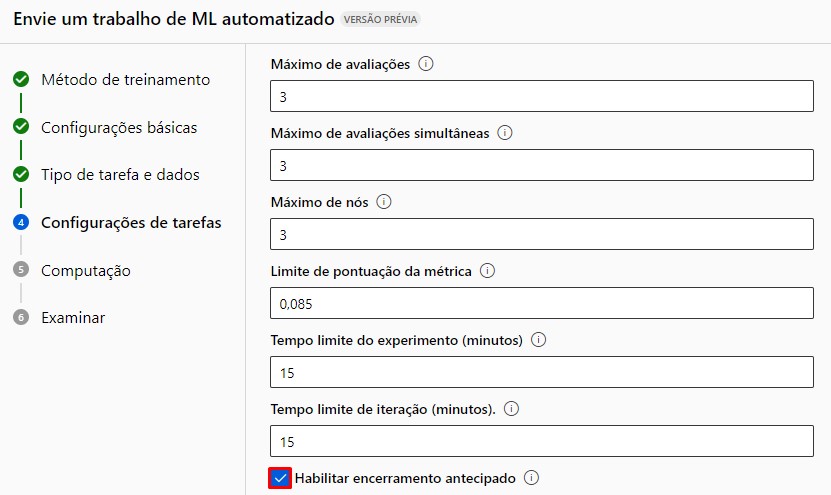 Envie um trabalho de ML automatizado VERSÃO PRÉVIA
Método de treinamento
Configurações básicas
Tipo de tarefa e dados
4 Configurações de tarefas
5 Computação
6 Examinar
Máximo de avaliações
3
Máximo de avaliações simultâneas
3
Máximo de nós
3
Limite de pontuação da métrica
0,085
Tempo limite do experimento (minutos)
15
Tempo limite de iteração (minutos).
15
Habilitar encerramento antecipado